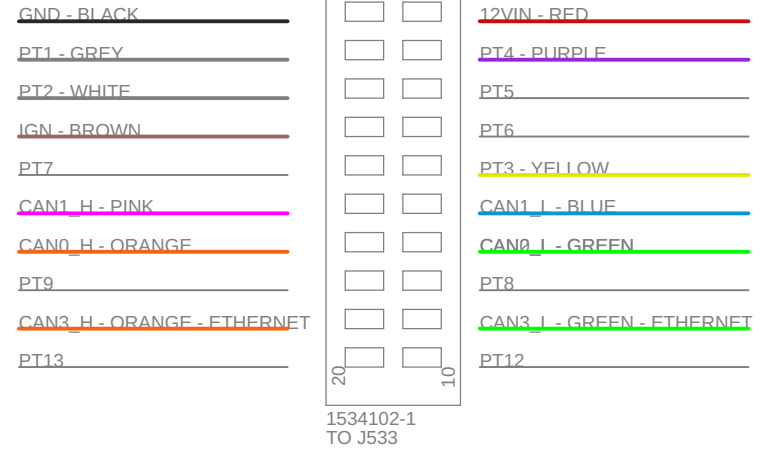 GND - BLACK
12VIN - RED
PT1 - GREY
PT4 - PURPLE
PT2 - WHITE
PT5
IGN - BROWN
PT6
PT7
PT3 - YELLOW
CAN1_H - PINK
CAN1_L - BLUE
CAN0_H - ORANGE
CAN0_L - GREEN
PT9
PT8
CAN3_H - ORANGE - ETHERNET
CAN3_L - GREEN - ETHERNET
PT13
PT12
20
10
1534102-1
TO J533